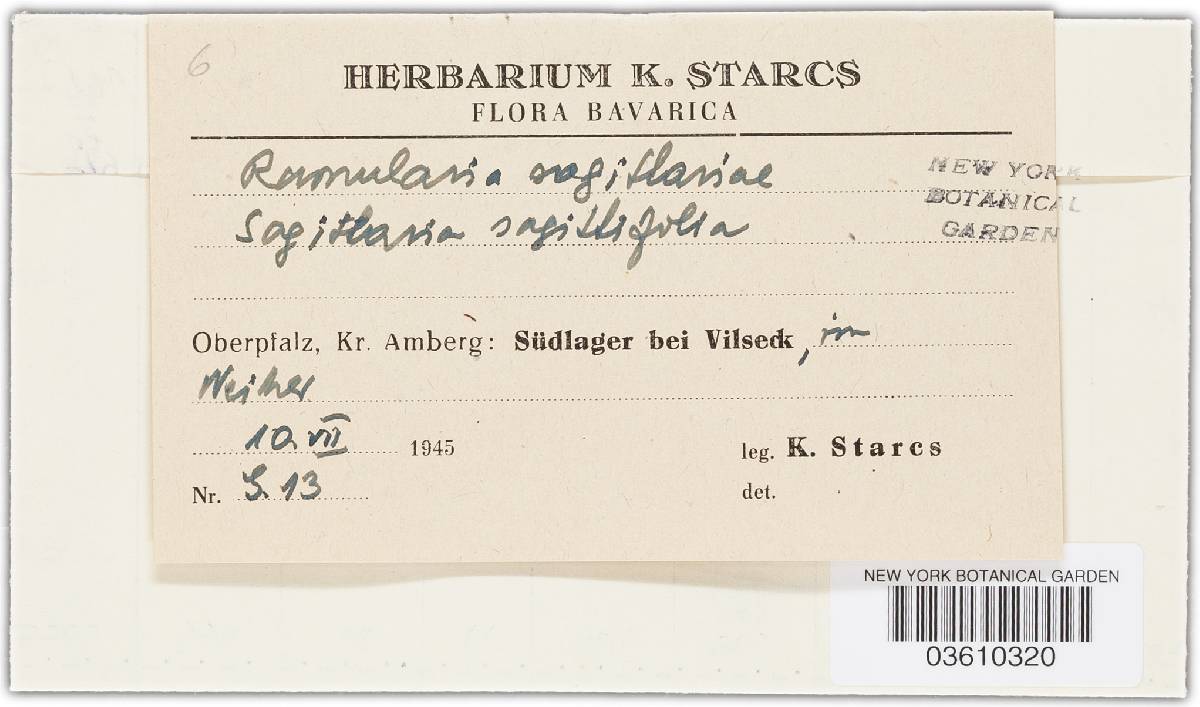 6
HERBARIUM K. STARCS
FLORA BAVARICA
Ramularia sagittariae
Sagittaria sagittifolia
NEW YORK
BOTANICAL
GARDEN
Oberpfalz, Kr. Amberg: Südlager bei Vilseck, im
Weiher
10. VII 1945
leg. K. Starcs
Nr. S. 13
det.
NEW YORK BOTANICAL GARDEN
03610320